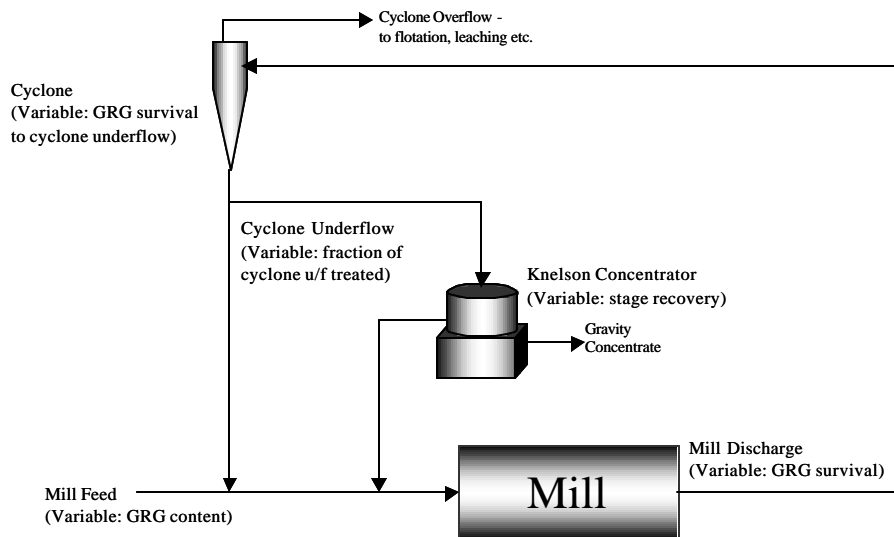 Cyclone Overflow -
to flotation, leaching etc.
Cyclone
(Variable: GRG survival
to cyclone underflow)
Cyclone Underflow
(Variable: fraction of
cyclone u/f treated)
Knelson Concentrator
(Variable: stage recovery)
Gravity
Concentrate
Mill Discharge
(Variable: GRG survival)
Mill
Mill Feed
(Variable: GRG content)